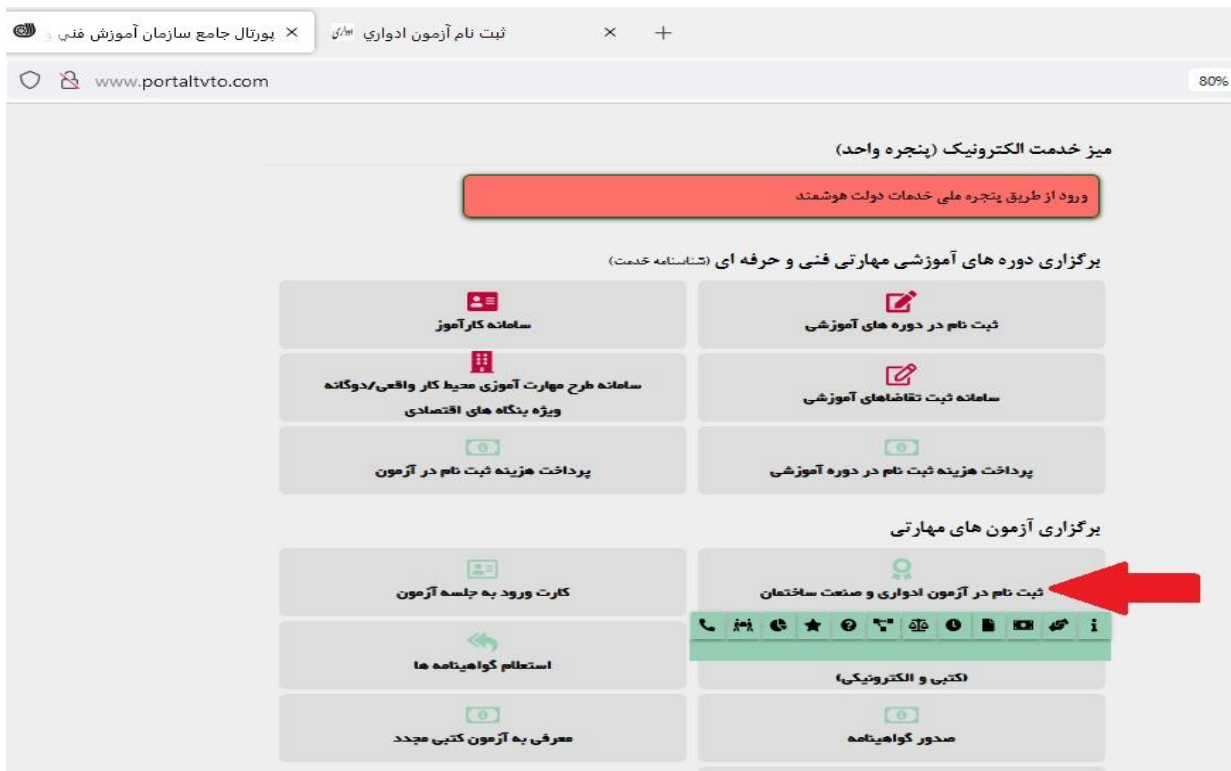 پورتال جامع سازمان آموزش فني و
ثبت نام آزمون ادواري
www.portaltvto.com
80%
میز خدمت الکترونیک (پنجره واحد)
ورود از طریق پنجره ملی خدمات دولت هوشمند
برگزاری دوره های آموزشی مهارتی فنی و حرفه ای (شناسنامه خدمت)
ثبت نام در دوره های آموزشی
سامانه کارآموز
سامانه ثبت تقاضاهای آموزشی
سامانه طرح مهارت آموزی محیط کار واقعی/دوگانه
ویژه بنگاه های اقتصادی
پرداخت هزینه ثبت نام در دوره آموزشی
پرداخت هزینه ثبت نام در آزمون
برگزاری آزمون های مهارتی
ثبت نام در آزمون ادواری و صنعت ساختمان
کارت ورود به جلسه آزمون
(کتبی و الکترونیکی)
استعلام گواهینامه ها
صدور گواهینامه
معرفی به آزمون کتبی مجدد